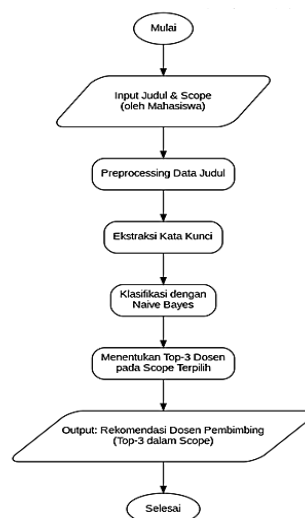 Mulai
Input Judul & Scope
(oleh Mahasiswa)
Preprocessing Data Judul
Ekstraksi Kata Kunci
Klasifikasi dengan
Naive Bayes
Menentukan Top-3 Dosen
pada Scope Terpilih
Output: Rekomendasi Dosen Pembimbing
(Top-3 dalam Scope)
Selesai